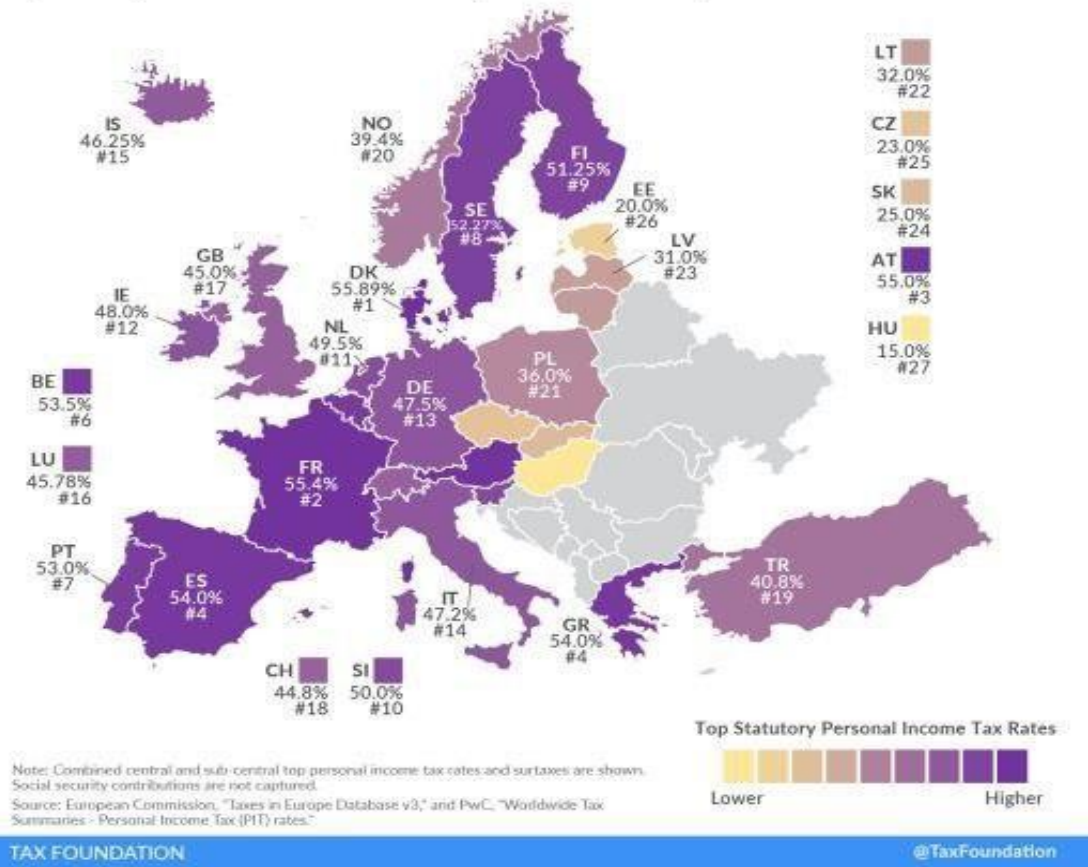 IS
46.25%
#15
NO
39.4%
#20
FI
51.25%
#9
SE
52.27%
#8
EE
20.0%
#26
LV
31.0%
#23
LT
32.0%
#22
CZ
23.0%
#25
SK
25.0%
#24
AT
55.0%
#3
HU
15.0%
#27
GB
45.0%
#17
IE
48.0%
#12
DK
55.89%
#1
NL
49.5%
#11
BE
53.5%
#6
LU
45.78%
#16
DE
47.5%
#13
PL
36.0%
#21
FR
55.4%
#2
PT
53.0%
#7
ES
54.0%
#4
IT
47.2%
#14
GR
54.0%
#4
TR
40.8%
#19
CH
44.8%
#18
SI
50.0%
#10
Top Statutory Personal Income Tax Rates
Lower
Higher
Note: Combined central and sub-central top personal income tax rates and surtaxes are shown.
Social security contributions are not captured.
Source: European Commission, "Taxes in Europe Database v3," and PwC, "Worldwide Tax
Summaries - Personal Income Tax (PIT) rates."
TAX FOUNDATION
@TaxFoundation